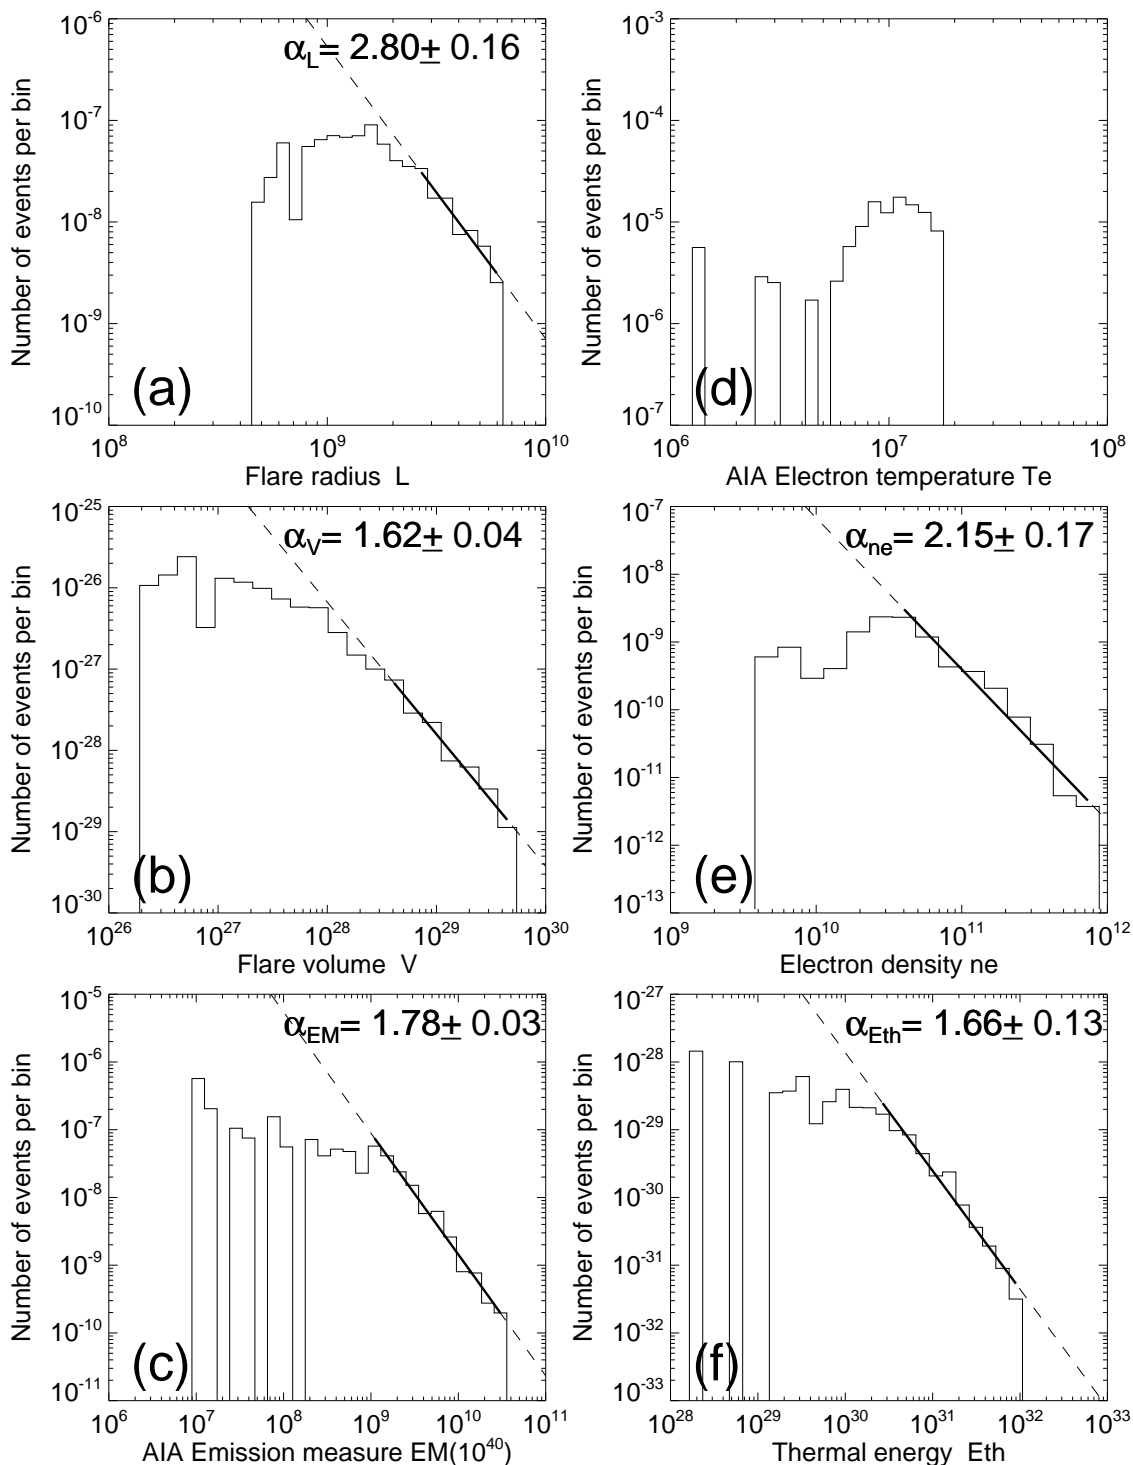 α_L= 2.80± 0.16
Number of events per bin
10^-6
10^-7
10^-8
10^-9
10^-10
(a)
10^8 10^9 10^10
Flare radius L
Number of events per bin
10^-3
10^-4
10^-5
10^-6
10^-7
(d)
10^6 10^7 10^8
AIA Electron temperature Te
α_V= 1.62± 0.04
Number of events per bin
10^-25
10^-26
10^-27
10^-28
10^-29
10^-30
(b)
10^26 10^27 10^28 10^29 10^30
Flare volume V
α_ne= 2.15± 0.17
Number of events per bin
10^-7
10^-8
10^-9
10^-10
10^-11
10^-12
10^-13
(e)
10^9 10^10 10^11 10^12
Electron density ne
α_EM= 1.78± 0.03
Number of events per bin
10^-5
10^-6
10^-7
10^-8
10^-9
10^-10
10^-11
(c)
10^6 10^7 10^8 10^9 10^10 10^11
AIA Emission measure EM(10^40)
α_Eth= 1.66± 0.13
Number of events per bin
10^-27
10^-28
10^-29
10^-30
10^-31
10^-32
10^-33
(f)
10^28 10^29 10^30 10^31 10^32 10^33
Thermal energy Eth